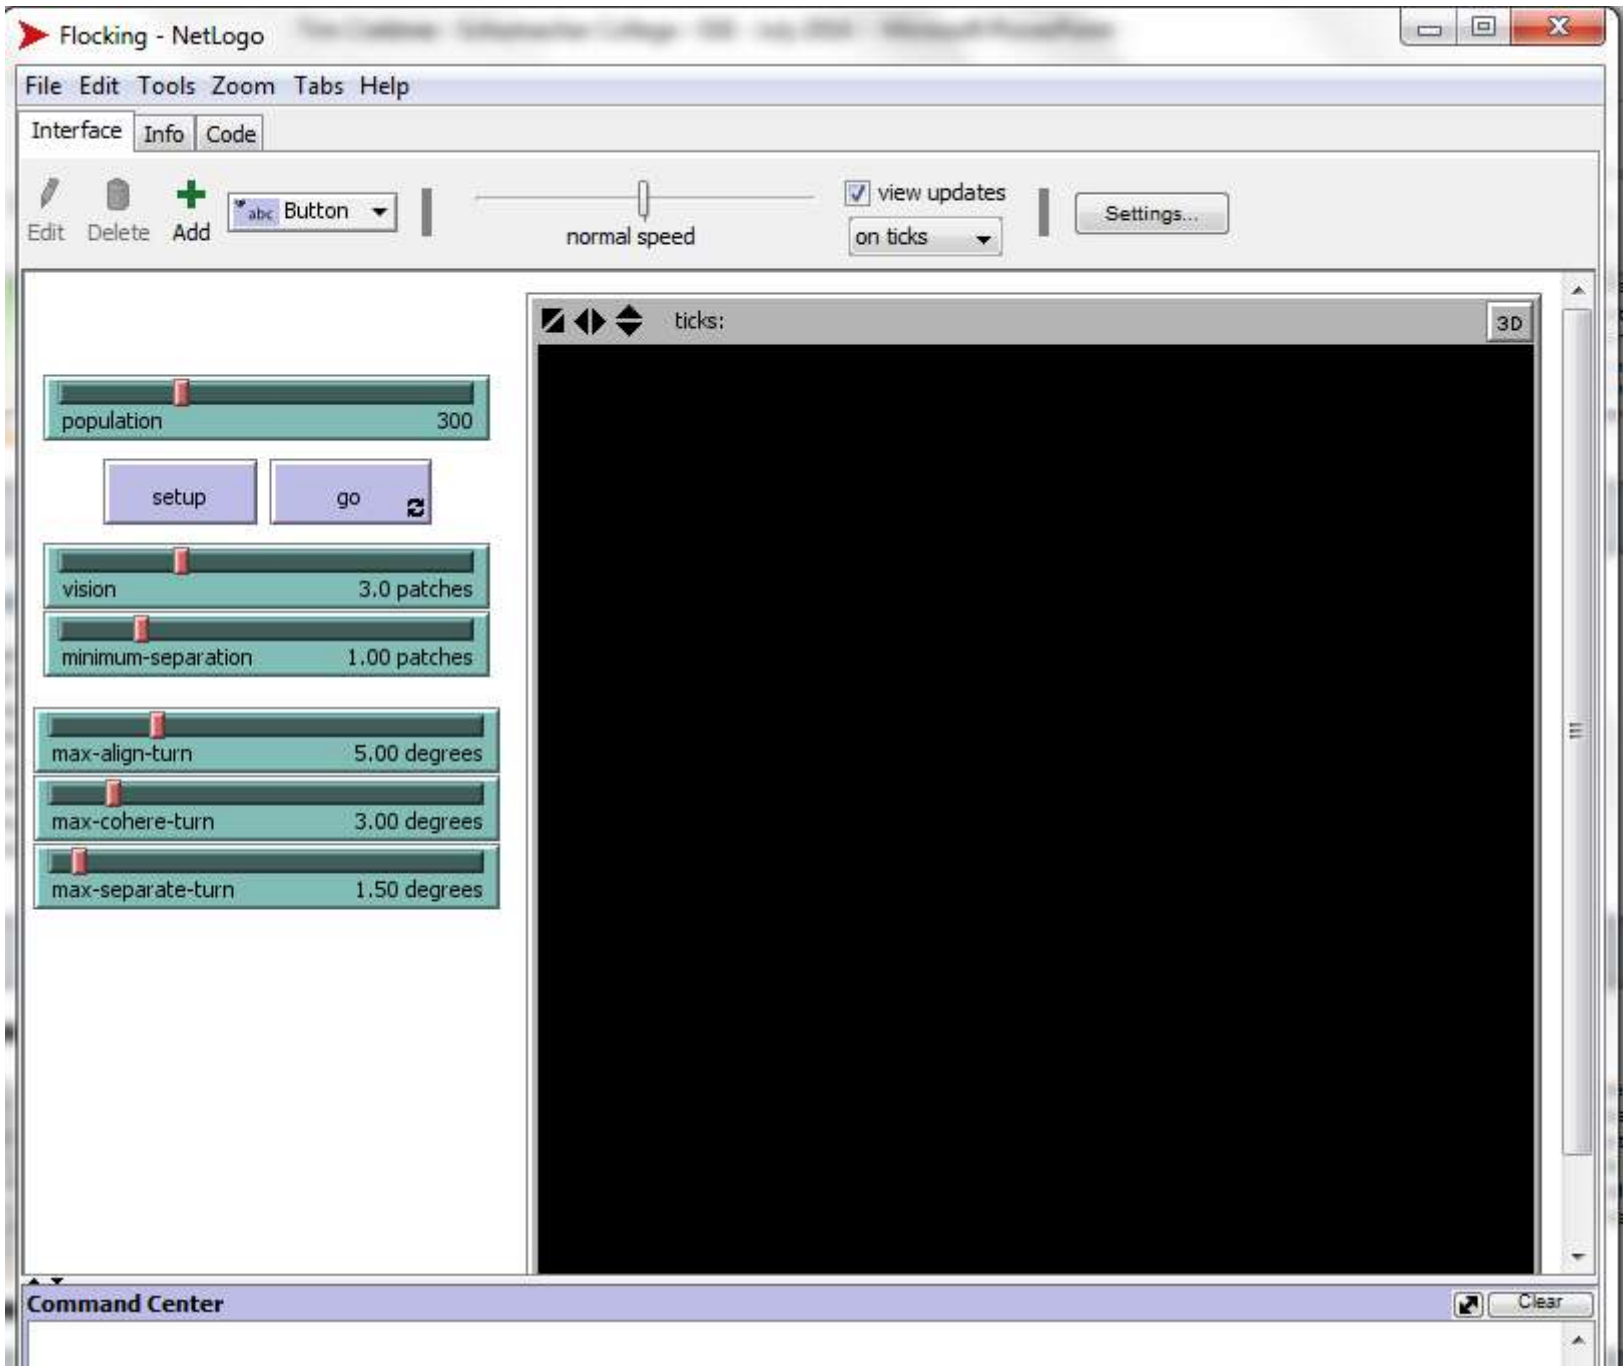 Flocking - NetLogo
File Edit Tools Zoom Tabs Help
Interface Info Code
Edit Delete Add abc Button normal speed view updates on ticks Settings...
ticks: 3D
population 300
setup go
vision 3.0 patches
minimum-separation 1.00 patches
max-align-turn 5.00 degrees
max-cohere-turn 3.00 degrees
max-separate-turn 1.50 degrees
Command Center Clear